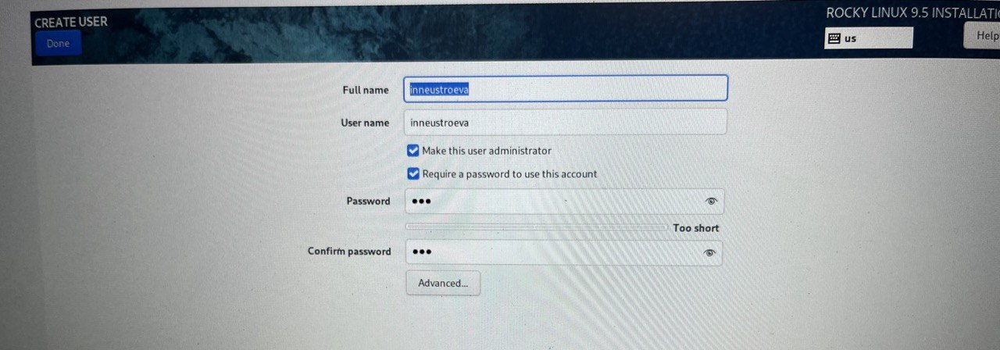 CREATE USER
ROCKY LINUX 9.5 INSTALLATI
Done
us
Help
Full name
inneustroeva
User name
inneustroeva
Make this user administrator
Require a password to use this account
Password
•••
Too short
Confirm password
•••
Advanced...